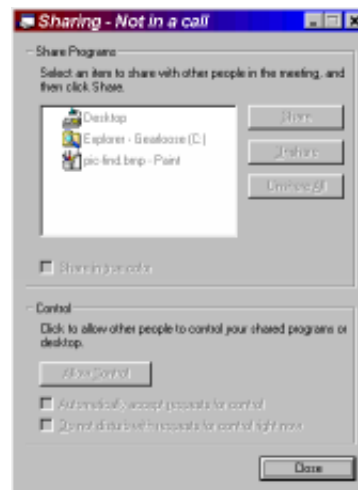 Sharing - Not in a call
Share Programs
Select an item to share with other people in the meeting, and
then click Share.
Desktop
Explorer - Gearloose (C:)
pic-find.bmp - Paint
Share
Unshare
Unshare All
Share in true color
Control
Click to allow other people to control your shared programs or
desktop.
Allow Control
Automatically accept requests for control
Do not disturb with requests for control right now
Close